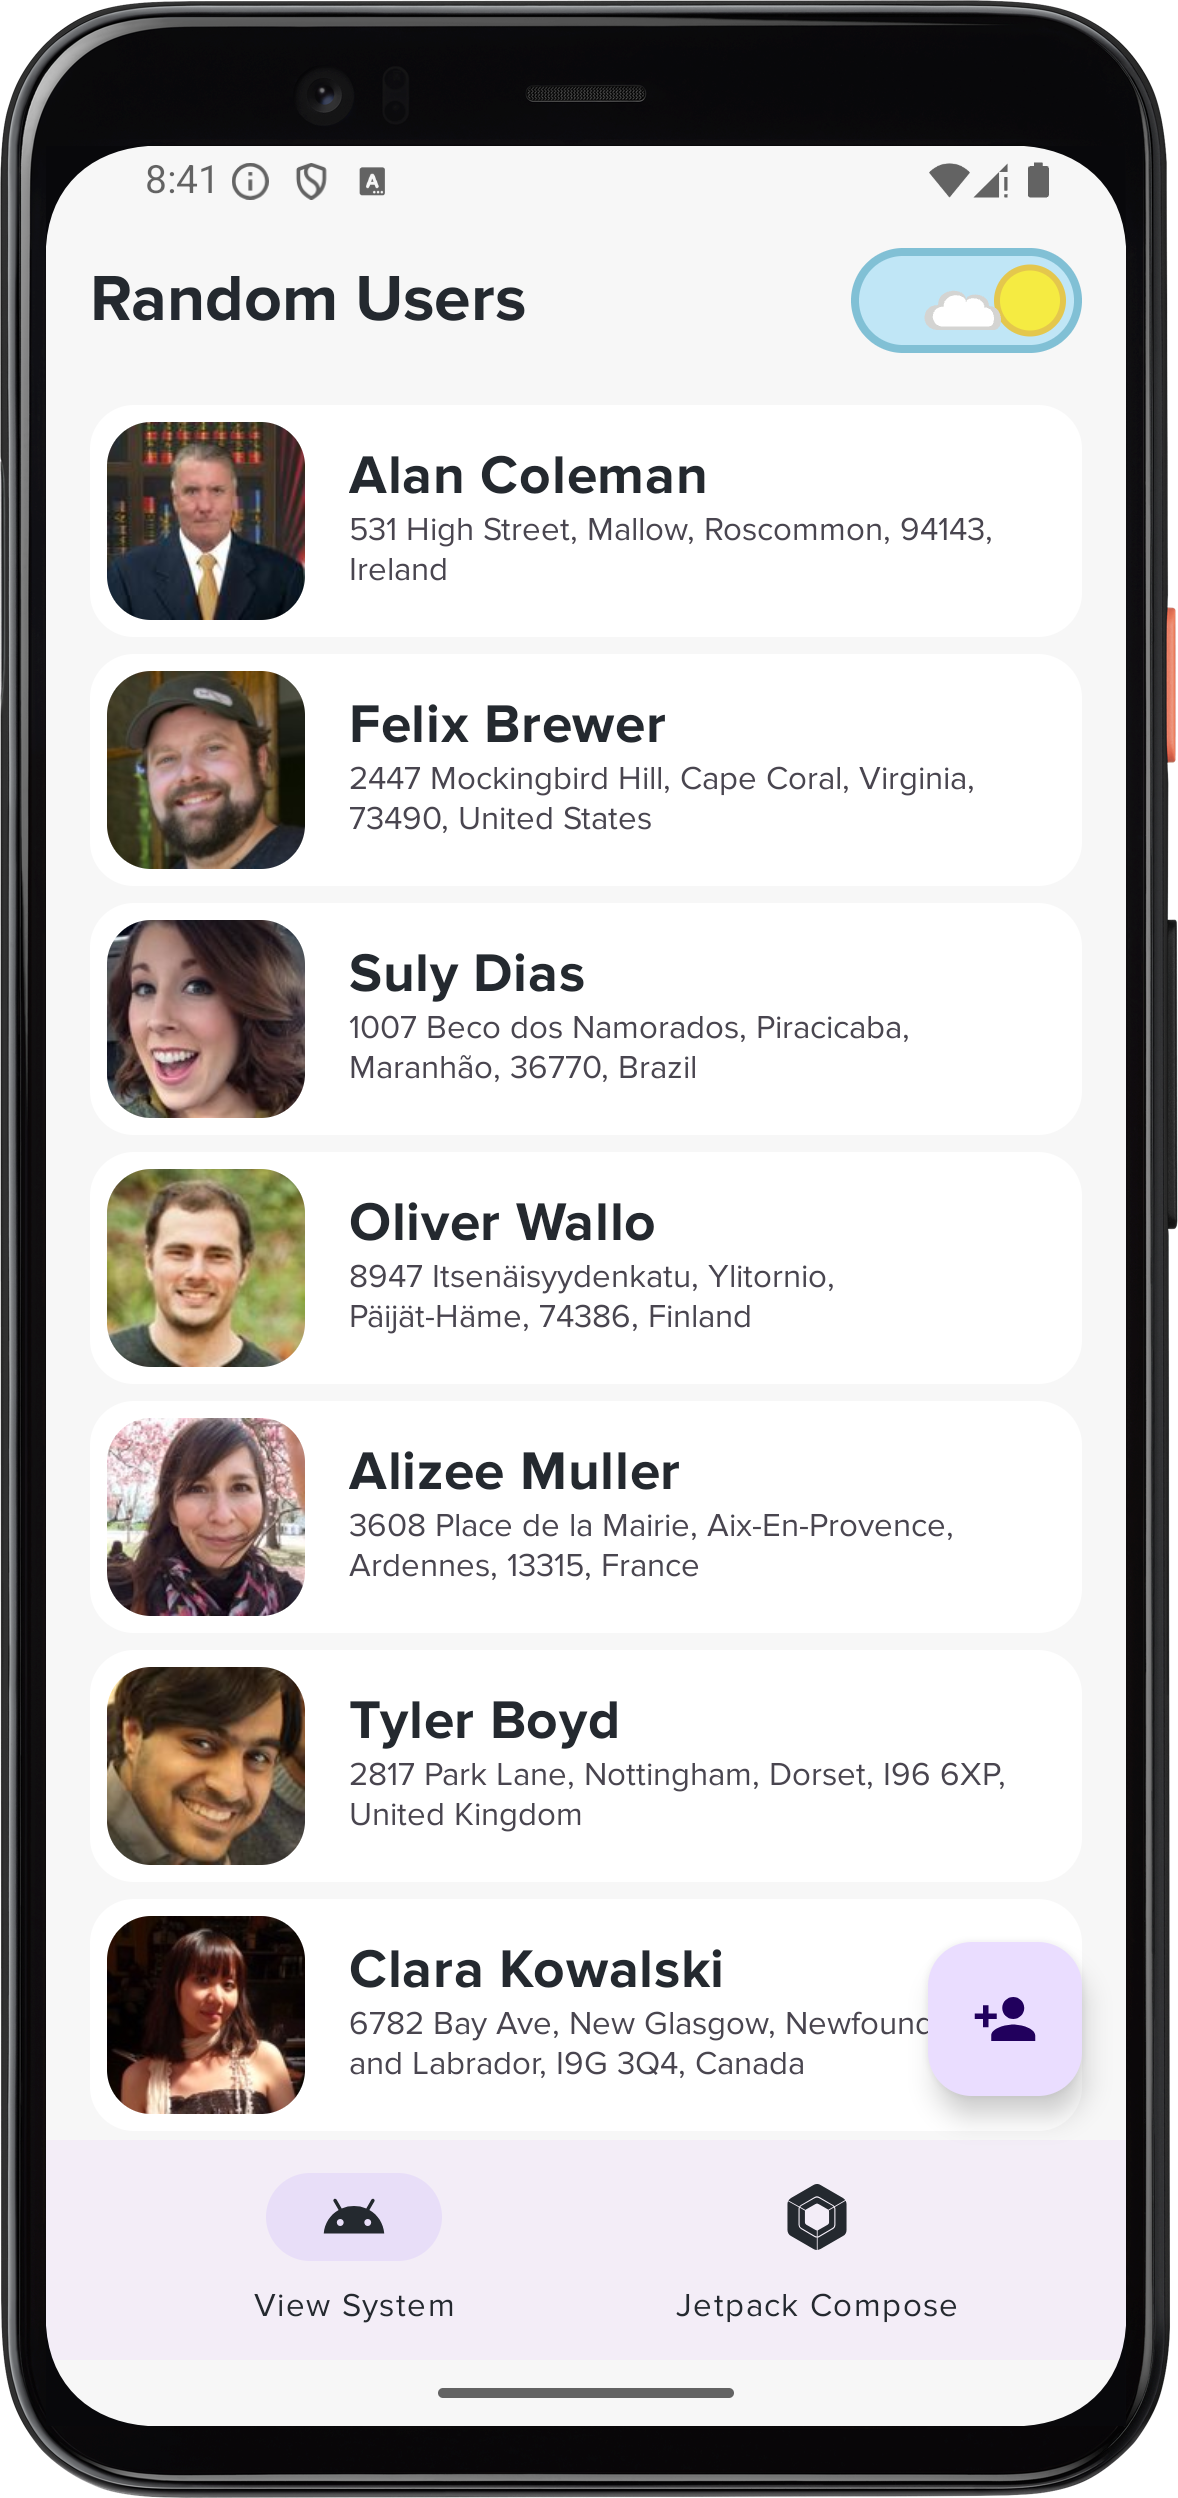 8:41
Random Users
Alan Coleman
531 High Street, Mallow, Roscommon, 94143,
Ireland
Felix Brewer
2447 Mockingbird Hill, Cape Coral, Virginia,
73490, United States
Suly Dias
1007 Beco dos Namorados, Piracicaba,
Maranhão, 36770, Brazil
Oliver Wallo
8947 Itsenäisyydenkatu, Ylitornio,
Päijät-Häme, 74386, Finland
Alizee Muller
3608 Place de la Mairie, Aix-En-Provence,
Ardennes, 13315, France
Tyler Boyd
2817 Park Lane, Nottingham, Dorset, I96 6XP,
United Kingdom
Clara Kowalski
6782 Bay Ave, New Glasgow, Newfound
and Labrador, I9G 3Q4, Canada
View System
Jetpack Compose